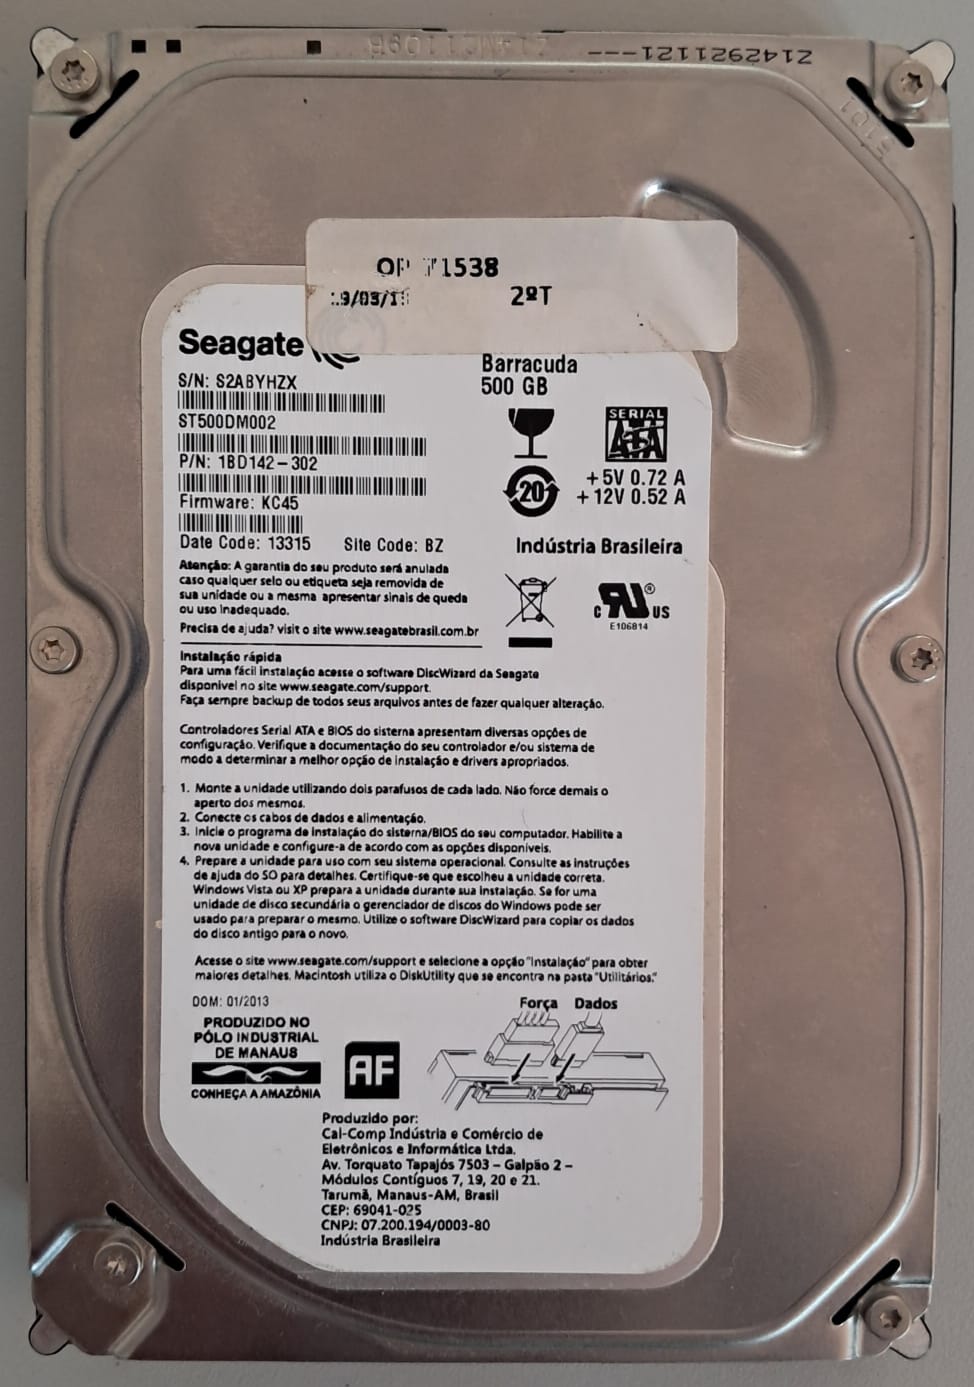 Z142921121---
OP 71538
2ºT
Seagate
Barracuda
500 GB
S/N: S2ABYHZX
ST500DM002
P/N: 1BD142-302
Firmware: KC45
Date Code: 13315 Site Code: BZ
SERIAL
ATA
20
+5V 0.72 A
+12V 0.52 A
Indústria Brasileira
c RU ® US
E106814
Atenção: A garantia do seu produto será anulada
caso qualquer selo ou etiqueta seja removida de
sua unidade ou a mesma apresentar sinais de queda
ou uso inadequado.
Precisa de ajuda? visit o site www.seagatebrasil.com.br
Instalação rápida
Para uma fácil instalação acesse o software DiscWizard da Seagate
disponível no site www.seagate.com/support.
Faça sempre backup de todos seus arquivos antes de fazer qualquer alteração.
Controladores Serial ATA e BIOS do sistema apresentam diversas opções de
configuração. Verifique a documentação do seu controlador e/ou sistema de
modo a determinar a melhor opção de instalação e drivers apropriados.
1. Monte a unidade utilizando dois parafusos de cada lado. Não force demais o
aperto dos mesmos.
2. Conecte os cabos de dados e alimentação.
3. Inicie o programa de instalação do sistema/BIOS do seu computador. Habilite a
nova unidade e configure-a de acordo com as opções disponíveis.
4. Prepare a unidade para uso com seu sistema operacional. Consulte as instruções
de ajuda do SO para detalhes. Certifique-se que escolheu a unidade correta.
Windows Vista ou XP prepara a unidade durante sua instalação. Se for uma
unidade de disco secundária o gerenciador de discos do Windows pode ser
usado para preparar o mesmo. Utilize o software DiscWizard para copiar os dados
do disco antigo para o novo.
Acesse o site www.seagate.com/support e selecione a opção "Instalação" para obter
maiores detalhes. Macintosh utiliza o DiskUtility que se encontra na pasta "Utilitários."
DOM: 01/2013
PRODUZIDO NO
PÓLO INDUSTRIAL
DE MANAUS
CONHEÇA A AMAZÔNIA
AF
Força Dados
Produzido por:
Cal-Comp Indústria e Comércio de
Eletrônicos e Informática Ltda.
Av. Torquato Tapajós 7503 – Galpão 2 –
Módulos Contíguos 7, 19, 20 e 21.
Tarumã, Manaus-AM, Brasil
CEP: 69041-025
CNPJ: 07.200.194/0003-80
Indústria Brasileira